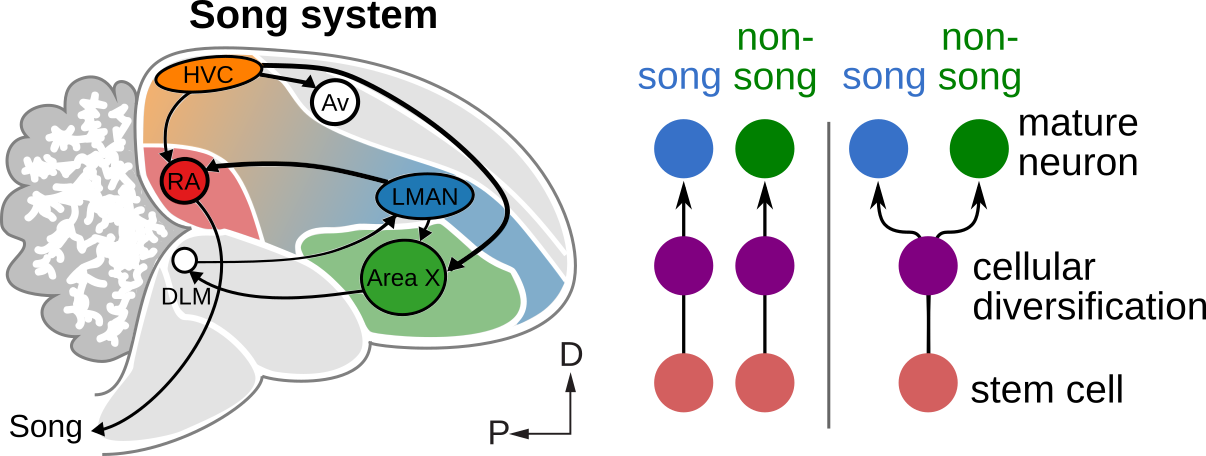 Song system
HVC
Av
RA
LMAN
Area X
DLM
Song
D
P
non-
song
song
non-
song
song
mature
neuron
cellular
diversification
stem cell